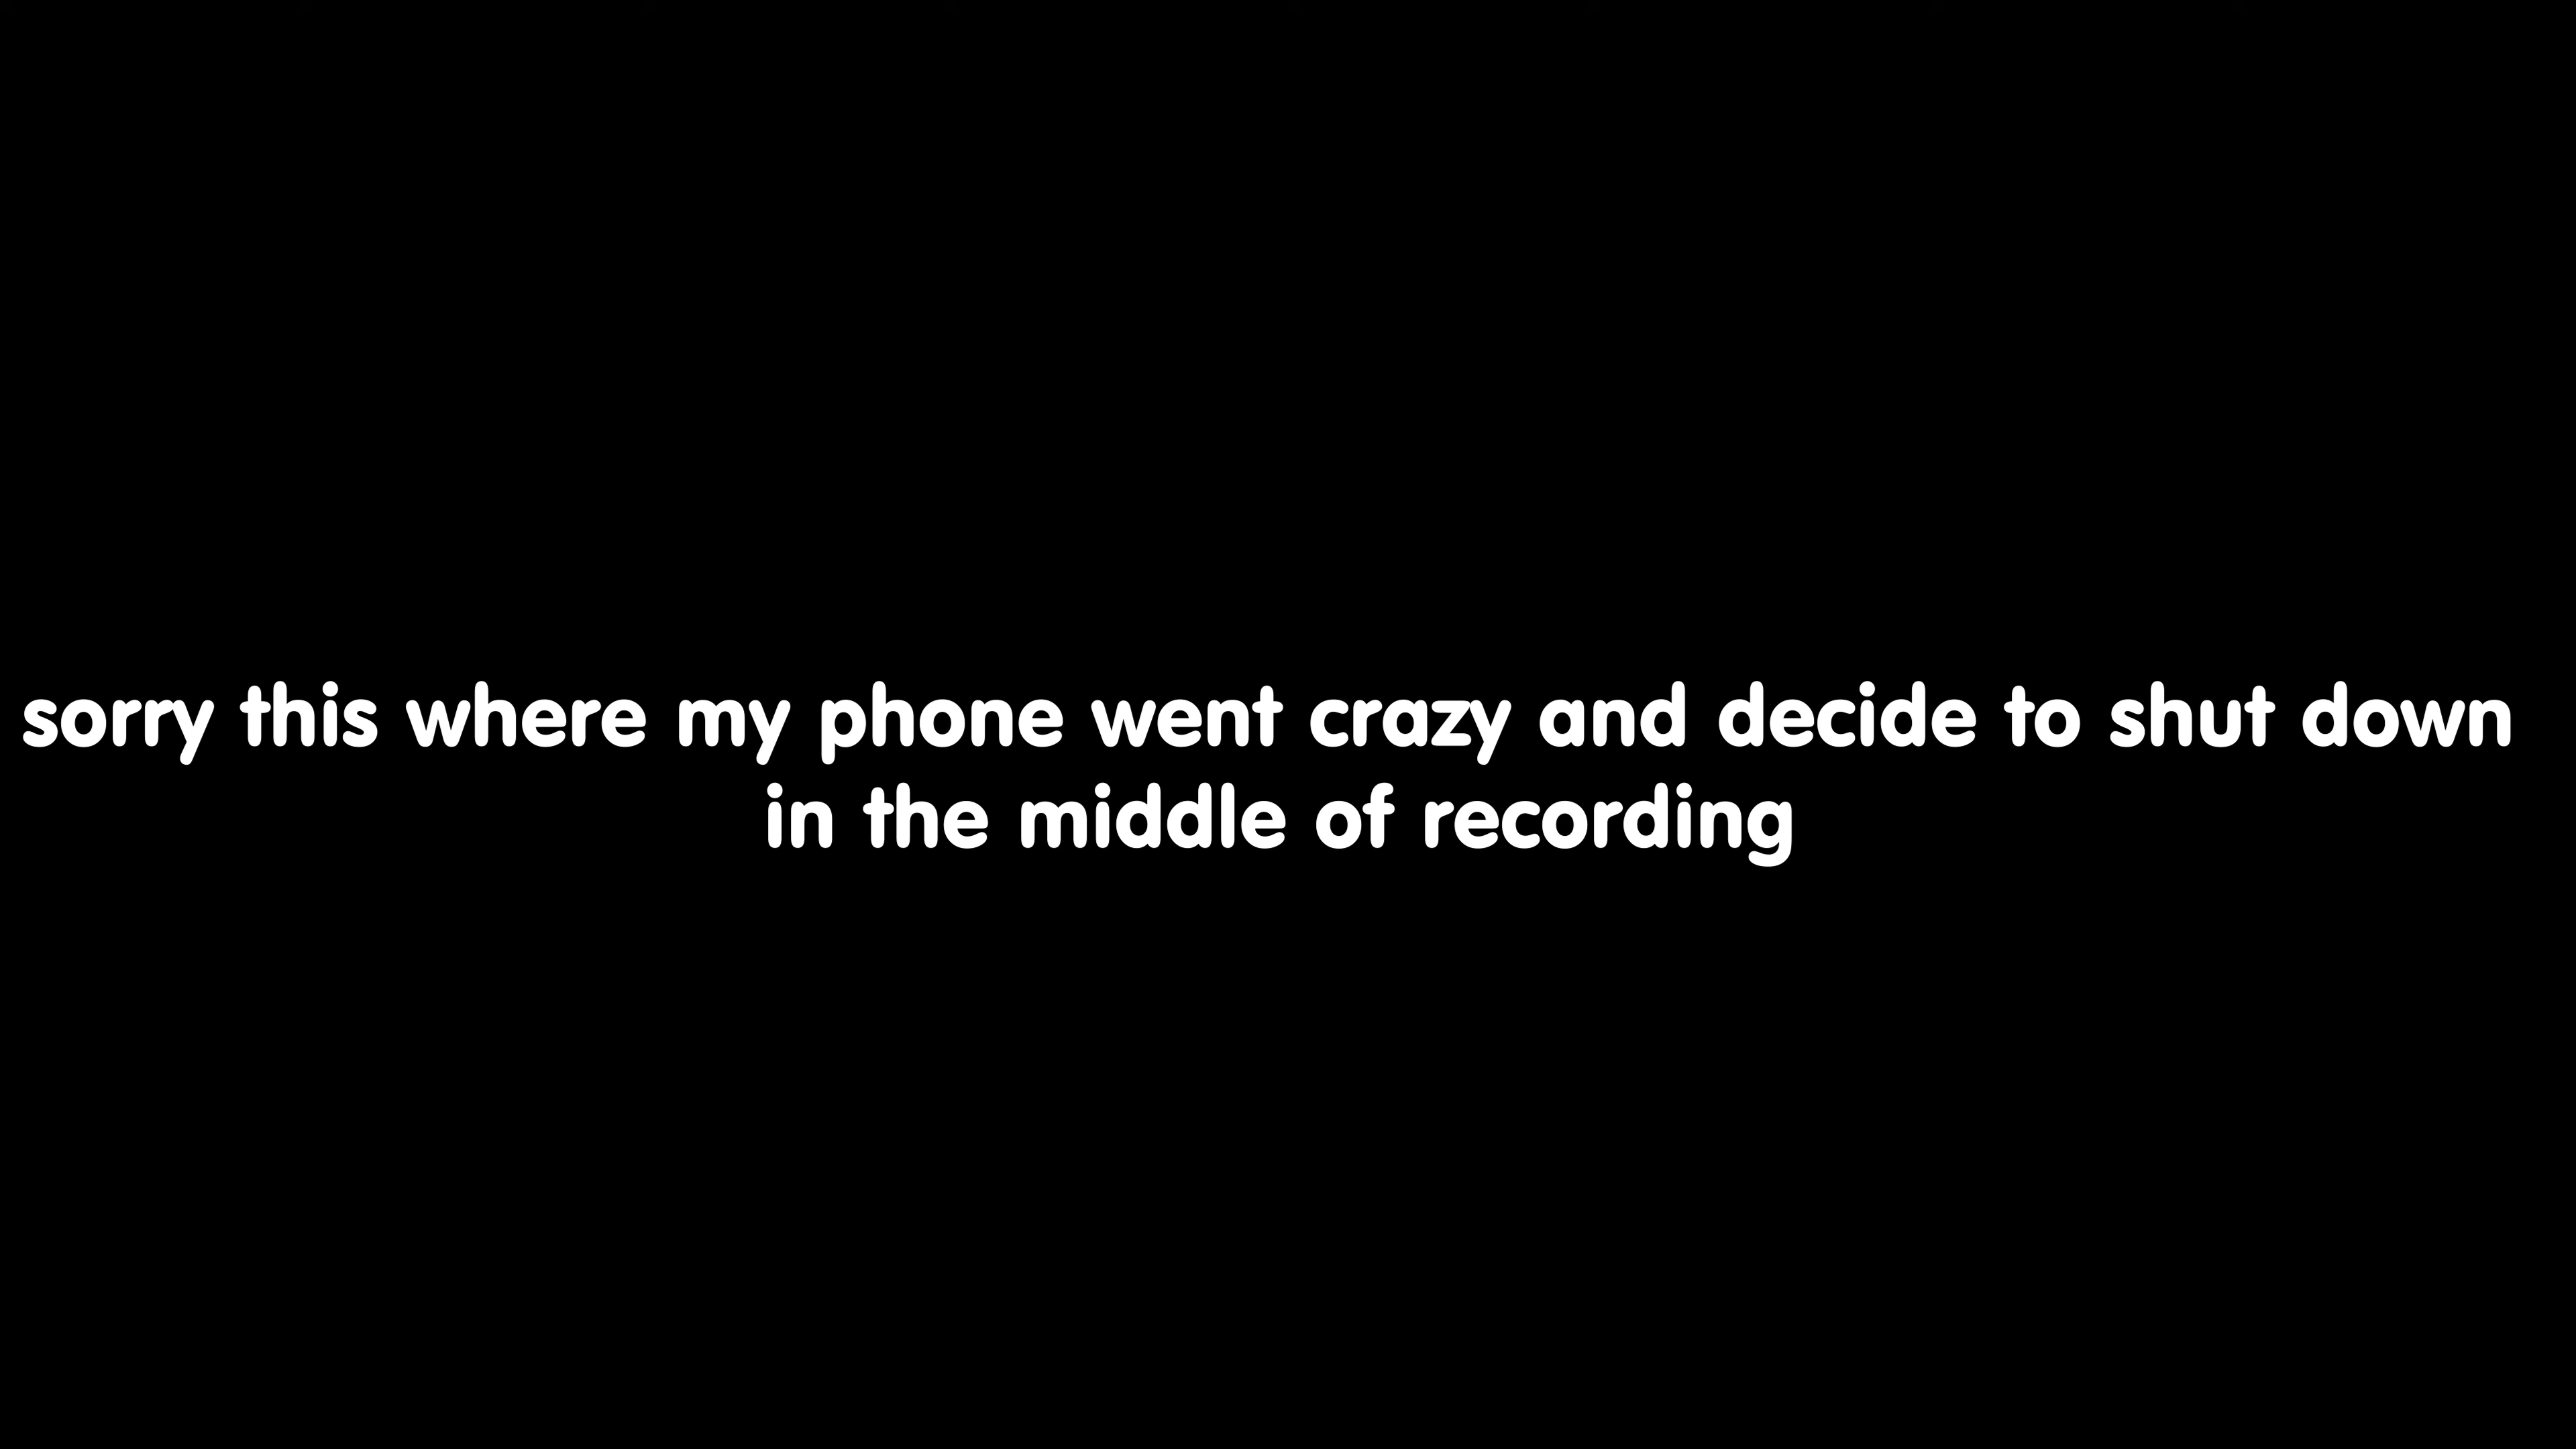 sorry this where my phone went crazy and decide to shut down
in the middle of recording